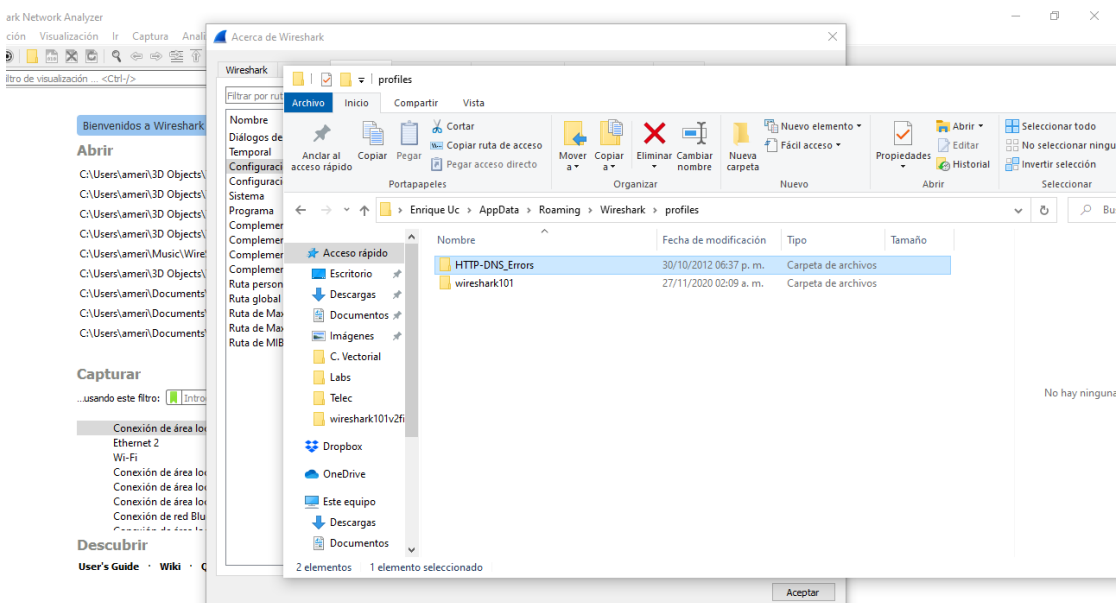 ark Network Analyzer
ción Visualización Ir Captura Anali
iltro de visualización ... <Ctrl-/>
Bienvenidos a Wireshark
Abrir
C:\Users\ameri\3D Objects\
C:\Users\ameri\3D Objects\
C:\Users\ameri\3D Objects\
C:\Users\ameri\3D Objects\
C:\Users\ameri\Music\Wire
C:\Users\ameri\3D Objects\
C:\Users\ameri\Documents\
C:\Users\ameri\Documents\
C:\Users\ameri\Documents\
Capturar
...usando este filtro: Intro
Conexión de área lo
Ethernet 2
Wi-Fi
Conexión de área lo
Conexión de área lo
Conexión de área lo
Conexión de red Blu
Descubrir
User's Guide · Wiki ·
Acerca de Wireshark
Wireshark
Filtrar por rut
Nombre
Diálogos de
Temporal
Configuraci
Configuraci
Sistema
Programa
Complemen
Complemen
Complemen
Complemen
Ruta person
Ruta global
Ruta de Max
Ruta de Max
Ruta de MIB
Aceptar
profiles
Archivo Inicio Compartir Vista
Anclar al acceso rápido
Copiar
Pegar
Cortar
Copiar ruta de acceso
Pegar acceso directo
Portapapeles
Mover a
Copiar a
Eliminar
Cambiar nombre
Organizar
Nueva carpeta
Nuevo elemento
Fácil acceso
Nuevo
Propiedades
Abrir
Editar
Historial
Abrir
Seleccionar todo
No seleccionar ningu
Invertir selección
Seleccionar
> Enrique Uc > AppData > Roaming > Wireshark > profiles
Bu
Acceso rápido
Escritorio
Descargas
Documentos
Imágenes
C. Vectorial
Labs
Telec
wireshark101v2fi
Dropbox
OneDrive
Este equipo
Descargas
Documentos
Nombre Fecha de modificación Tipo Tamaño
HTTP-DNS_Errors 30/10/2012 06:37 p. m. Carpeta de archivos
wireshark101 27/11/2020 02:09 a. m. Carpeta de archivos
No hay ninguna
2 elementos 1 elemento seleccionado